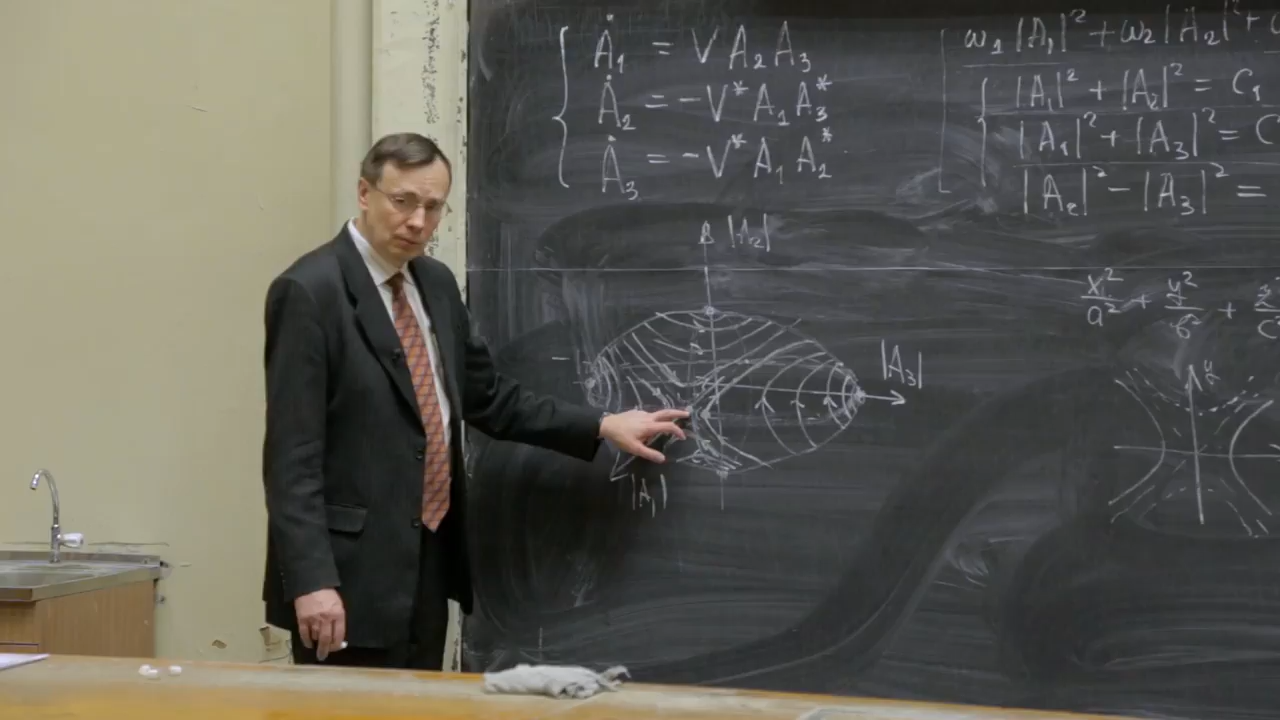 Ȧ₁ = V A₂ A₃
Ȧ₂ = -V* A₁ A₃*
Ȧ₃ = -V* A₁ A₂*
ω₁|A₁|² + ω₂|A₂|² +
|A₁|² + |A₂|² = C₁
|A₁|² + |A₃|² = C
|A₂|² - |A₃|² =
|A₂|
|A₃|
|A₁|
x²/a² + y²/b² +
y